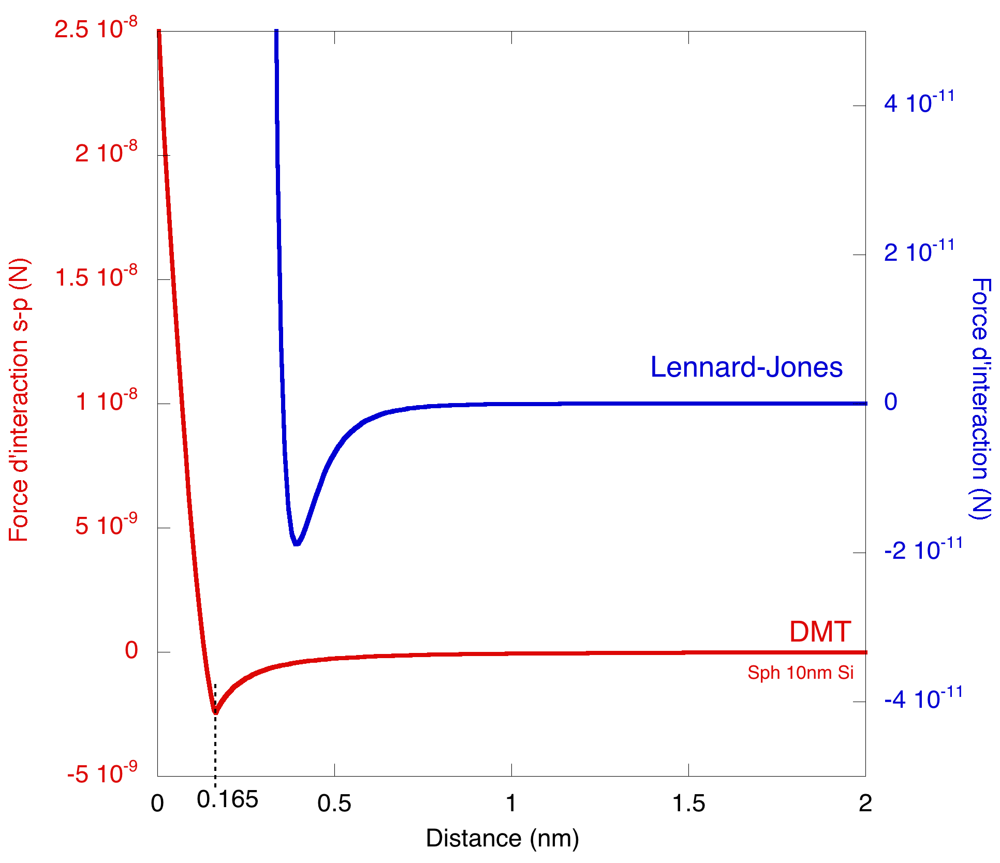 Force d'interaction s-p (N)
2.5 10⁻⁸
2 10⁻⁸
1.5 10⁻⁸
1 10⁻⁸
5 10⁻⁹
0
-5 10⁻⁹
Lennard-Jones
DMT
Sph 10nm Si
4 10⁻¹¹
2 10⁻¹¹
0
-2 10⁻¹¹
-4 10⁻¹¹
Force d'interaction (N)
0 0.165 0.5 1 1.5 2
Distance (nm)